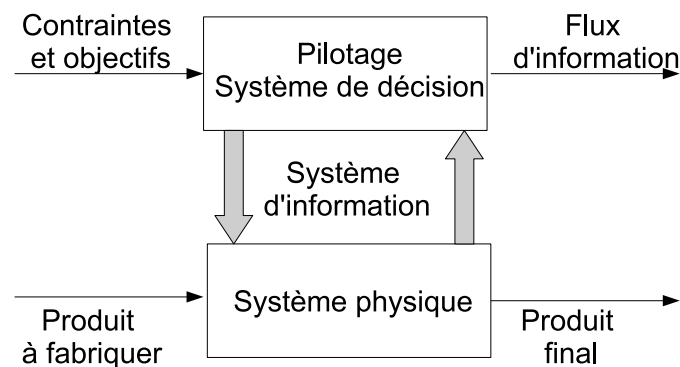 Contraintes
et objectifs
Pilotage
Système de décision
Flux
d'information
Système
d'information
Produit
à fabriquer
Système physique
Produit
final